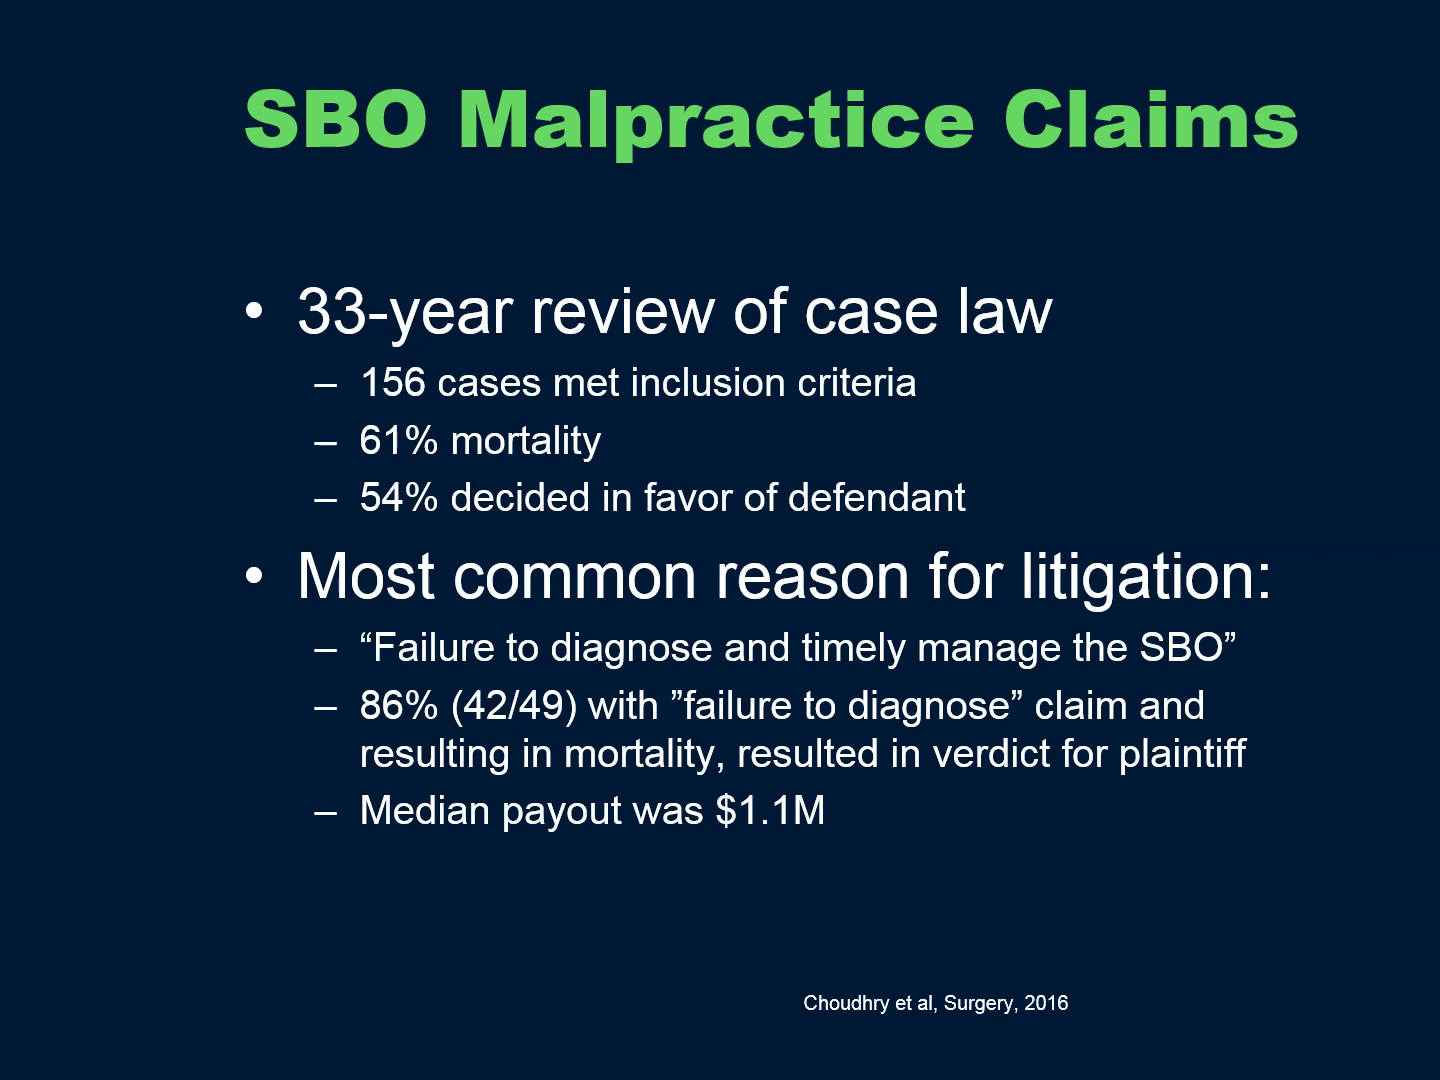 SBO Malpractice Claims
• 33-year review of case law
– 156 cases met inclusion criteria
– 61% mortality
– 54% decided in favor of defendant
• Most common reason for litigation:
– “Failure to diagnose and timely manage the SBO”
– 86% (42/49) with ”failure to diagnose” claim and
resulting in mortality, resulted in verdict for plaintiff
– Median payout was $1.1M
Choudhry et al, Surgery, 2016